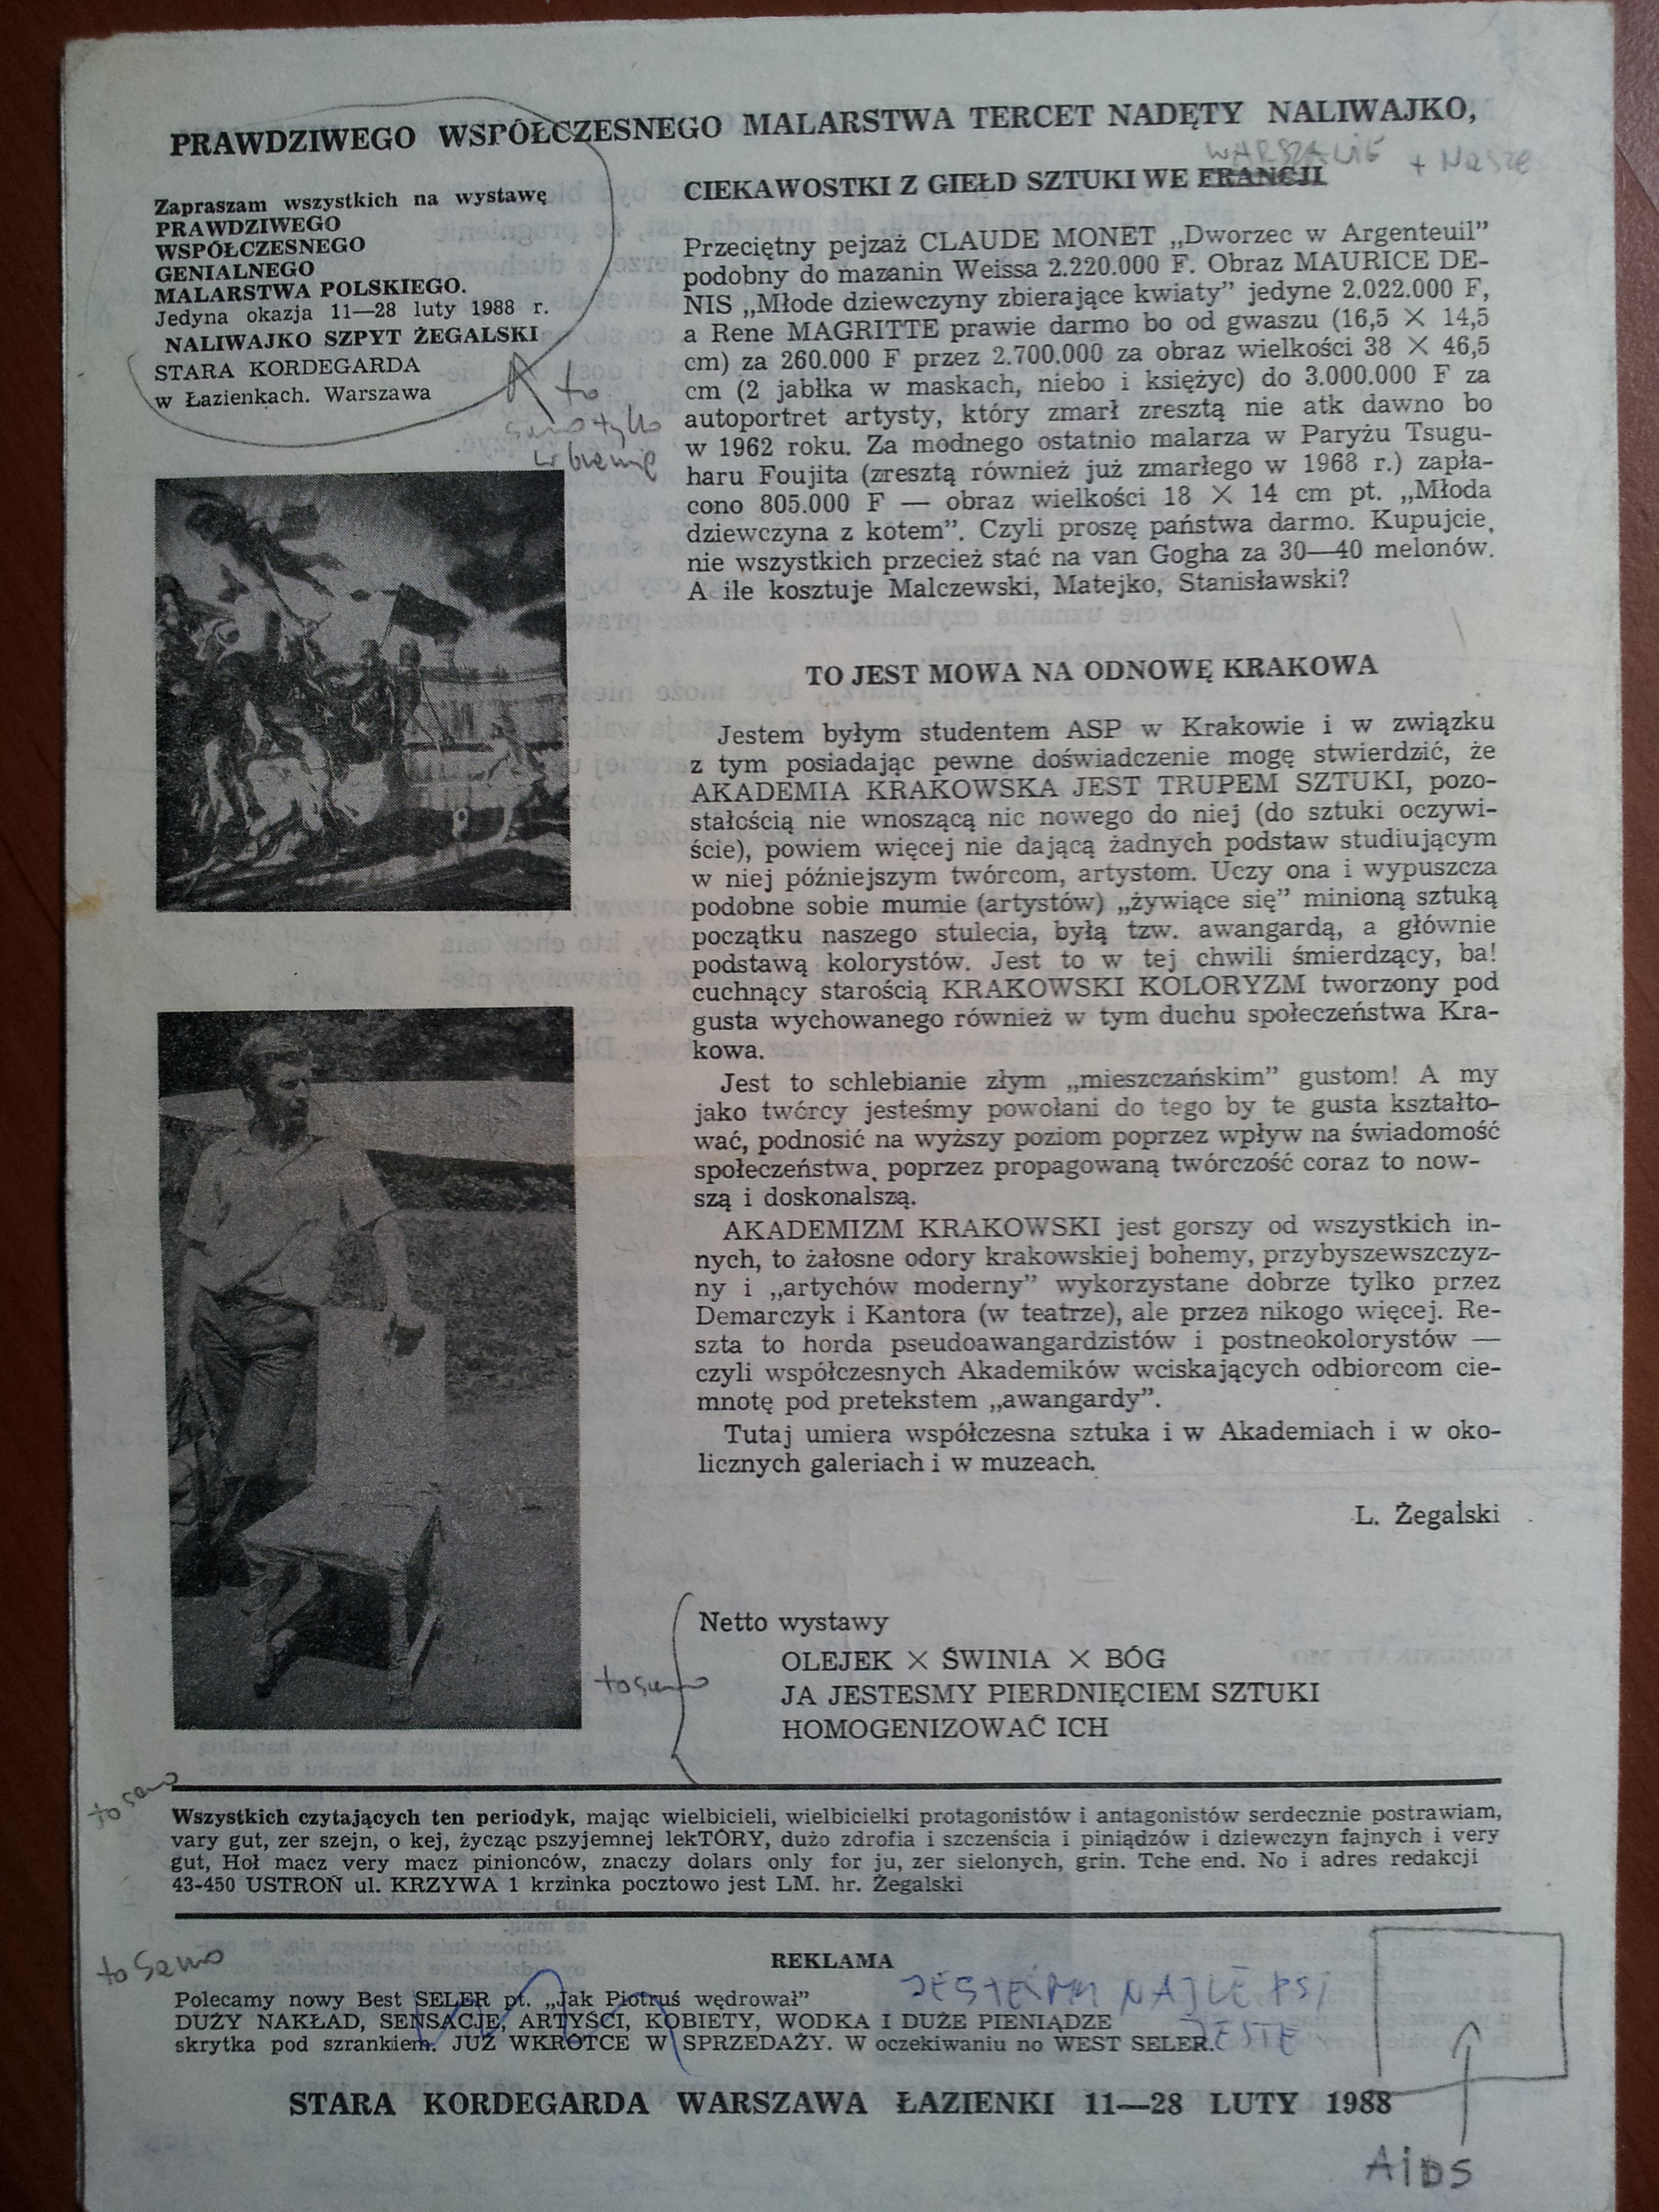 PRAWDZIWEGO WSPÓŁCZESNEGO MALARSTWA TERCET NADĘTY NALIWAJKO,
Zapraszam wszystkich na wystawę
PRAWDZIWEGO
WSPÓŁCZESNEGO
GENIALNEGO
MALARSTWA POLSKIEGO.
Jedyna okazja 11—28 luty 1988 r.
NALIWAJKO SZPYT ŻEGALSKI
STARA KORDEGARDA
w Łazienkach. Warszawa
to
samo tylko
WARSZAWIE + Nasze
CIEKAWOSTKI Z GIEŁD SZTUKI WE FRANCJI
Przeciętny pejzaż CLAUDE MONET „Dworzec w Argenteuil”
podobny do mazanin Weissa 2.220.000 F. Obraz MAURICE DE-
NIS „Młode dziewczyny zbierające kwiaty” jedyne 2.022.000 F,
a Rene MAGRITTE prawie darmo bo od gwaszu (16,5 X 14,5
cm) za 260.000 F przez 2.700.000 za obraz wielkości 38 X 46,5
cm (2 jabłka w maskach, niebo i księżyc) do 3.000.000 F za
autoportret artysty, który zmarł zresztą nie atk dawno bo
w 1962 roku. Za modnego ostatnio malarza w Paryżu Tsugu-
haru Foujita (zresztą również już zmarłego w 1968 r.) zapła-
cono 805.000 F — obraz wielkości 18 X 14 cm pt. „Młoda
dziewczyna z kotem”. Czyli proszę państwa darmo. Kupujcie,
nie wszystkich przecież stać na van Gogha za 30—40 melonów.
A ile kosztuje Malczewski, Matejko, Stanisławski?
TO JEST MOWA NA ODNOWĘ KRAKOWA
Jestem byłym studentem ASP w Krakowie i w związku
z tym posiadając pewne doświadczenie mogę stwierdzić, że
AKADEMIA KRAKOWSKA JEST TRUPEM SZTUKI, pozo-
stałością nie wnoszącą nic nowego do niej (do sztuki oczywi-
ście), powiem więcej nie dającą żadnych podstaw studiującym
w niej późniejszym twórcom, artystom. Uczy ona i wypuszcza
podobne sobie mumie (artystów) „żywiące się” minioną sztuką
początku naszego stulecia, byłą tzw. awangardą, a głównie
podstawą kolorystów. Jest to w tej chwili śmierdzący, ba!
cuchnący starością KRAKOWSKI KOLORYZM tworzony pod
gusta wychowanego również w tym duchu społeczeństwa Kra-
kowa.
Jest to schlebianie złym „mieszczańskim” gustom! A my
jako twórcy jesteśmy powołani do tego by te gusta kształto-
wać, podnosić na wyższy poziom poprzez wpływ na świadomość
społeczeństwa, poprzez propagowaną twórczość coraz to now-
szą i doskonalszą.
AKADEMIZM KRAKOWSKI jest gorszy od wszystkich in-
nych, to żałosne odory krakowskiej bohemy, przybyszewszczyz-
ny i „artychów moderny” wykorzystane dobrze tylko przez
Demarczyk i Kantora (w teatrze), ale przez nikogo więcej. Re-
szta to horda pseudoawangardzistów i postneokolorystów —
czyli współczesnych Akademików wciskających odbiorcom cie-
mnotę pod pretekstem „awangardy”.
Tutaj umiera współczesna sztuka i w Akademiach i w oko-
licznych galeriach i w muzeach.
L. Żegalski
Netto wystawy
OLEJEK X ŚWINIA X BÓG
to samo
JA JESTESMY PIERDNIĘCIEM SZTUKI
HOMOGENIZOWAĆ ICH
to samo
Wszystkich czytających ten periodyk, mając wielbicieli, wielbicielki protagonistów i antagonistów serdecznie postrawiam,
vary gut, zer szejn, o kej, życząc pszyjemnej lekTÓRY, dużo zdrofia i szczenścia i piniądzów i dziewczyn fajnych i very
gut, Hoł macz very macz pinionców, znaczy dolars only for ju, zer sielonych, grin. Tche end. No i adres redakcji
43-450 USTROŃ ul. KRZYWA 1 krzinka pocztowo jest LM. hr. Żegalski
to samo
REKLAMA
Polecamy nowy Best SELER pt. „Jak Piotruś wędrował”
DUŻY NAKŁAD, SENSACJE, ARTYŚCI, KOBIETY, WODKA I DUŻE PIENIĄDZE
skrytka pod szrankiem. JUŻ WKRÓTCE W SPRZEDAŻY. W oczekiwaniu no WEST SELER.
STARA KORDEGARDA WARSZAWA ŁAZIENKI 11—28 LUTY 1988
AIDS